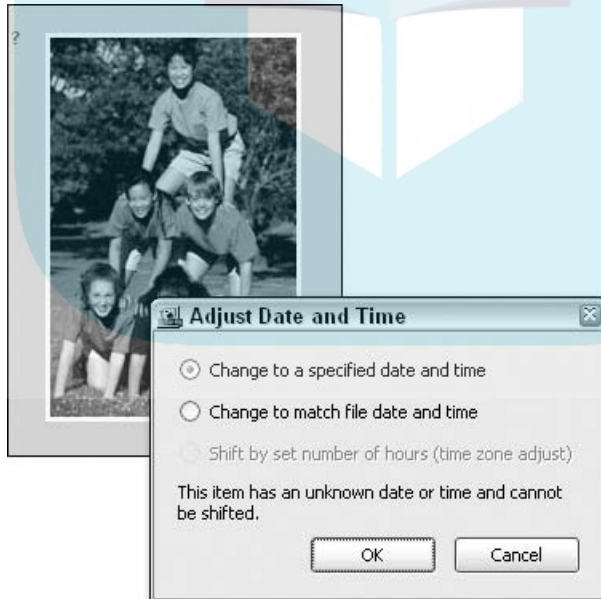 ?
Adjust Date and Time
Change to a specified date and time
Change to match file date and time
Shift by set number of hours (time zone adjust)
This item has an unknown date or time and cannot
be shifted.
OK
Cancel